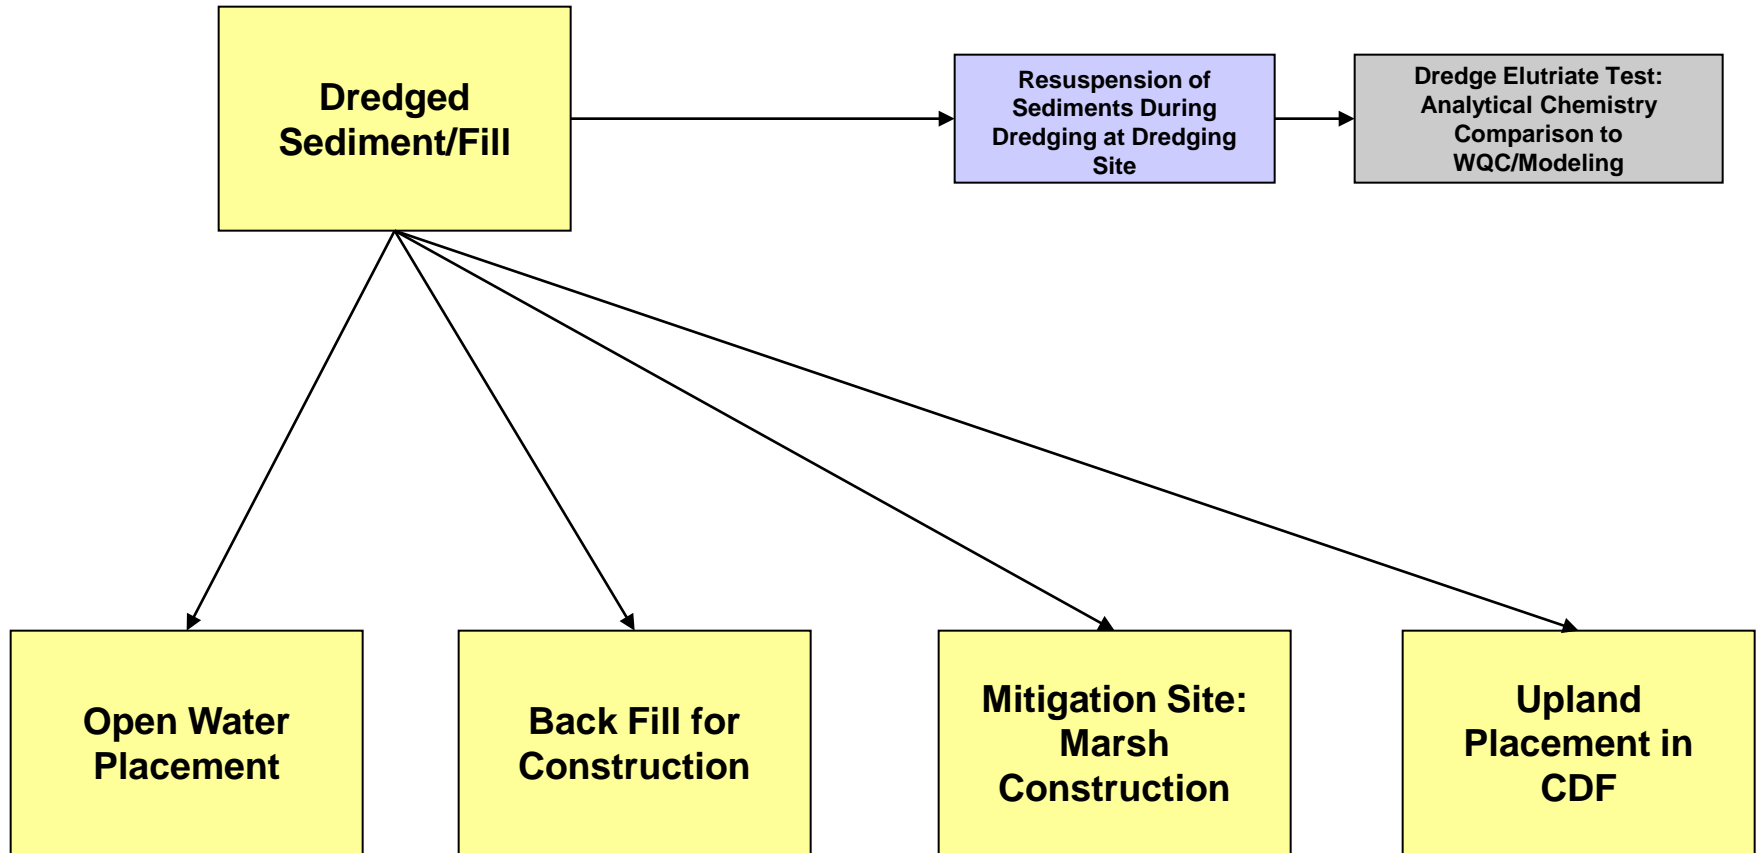 Dredged
Sediment/Fill
Resuspension of
Sediments During
Dredging at Dredging
Site
Dredge Elutriate Test:
Analytical Chemistry
Comparison to
WQC/Modeling
Open Water
Placement
Back Fill for
Construction
Mitigation Site:
Marsh
Construction
Upland
Placement in
CDF